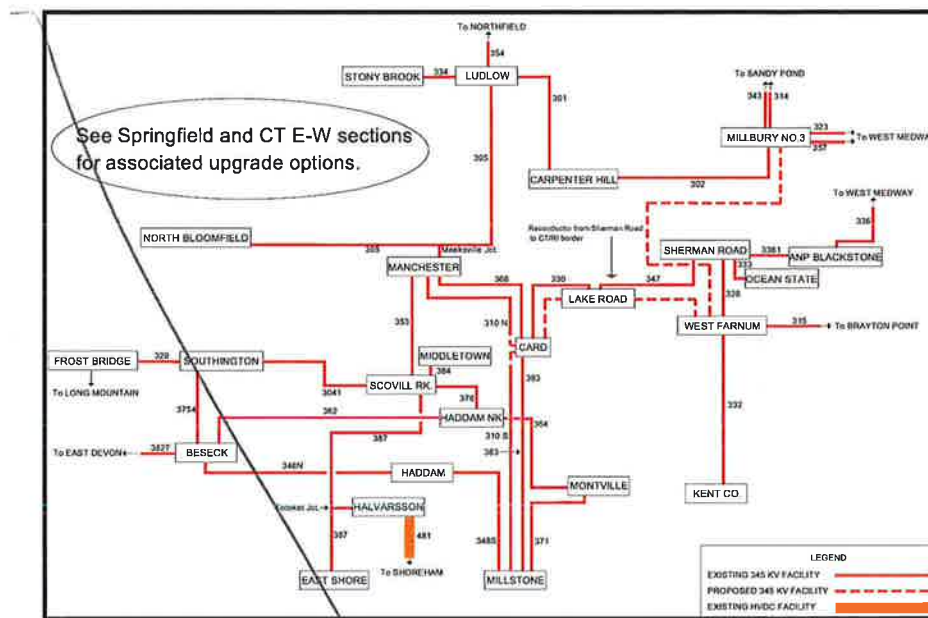 To NORTHFIELD
354
STONY BROOK
334
LUDLOW
301
To SANDY POND
343
314
MILLBURY NO.3
323
To WEST MEDWAY
357
See Springfield and CT E-W sections
for associated upgrade options.
305
CARPENTER HILL
302
To WEST MEDWAY
336
Reconductor from Sherman Road
to CT/RI border
NORTH BLOOMFIELD
Meeksville Jct.
MANCHESTER
SHERMAN ROAD
3361
ANP BLACKSTONE
333
OCEAN STATE
368
330
347
LAKE ROAD
328
353
310 N
CARD
WEST FARNUM
315
To BRAYTON POINT
MIDDLETOWN
384
FROST BRIDGE
329
SOUTHINGTON
To LONG MOUNTAIN
3041
SCOVILL RK.
376
383
3754
362
HADDAM NK
364
332
387
310 S
383
To EAST DEVON
382T
BESECK
348N
HADDAM
MONTVILLE
KENT CO.
HALVARSSON
387
481
To SHOREHAM
348S
371
EAST SHORE
MILLSTONE
LEGEND
EXISTING 345 KV FACILITY
PROPOSED 345 KV FACILITY
EXISTING HVDC FACILITY